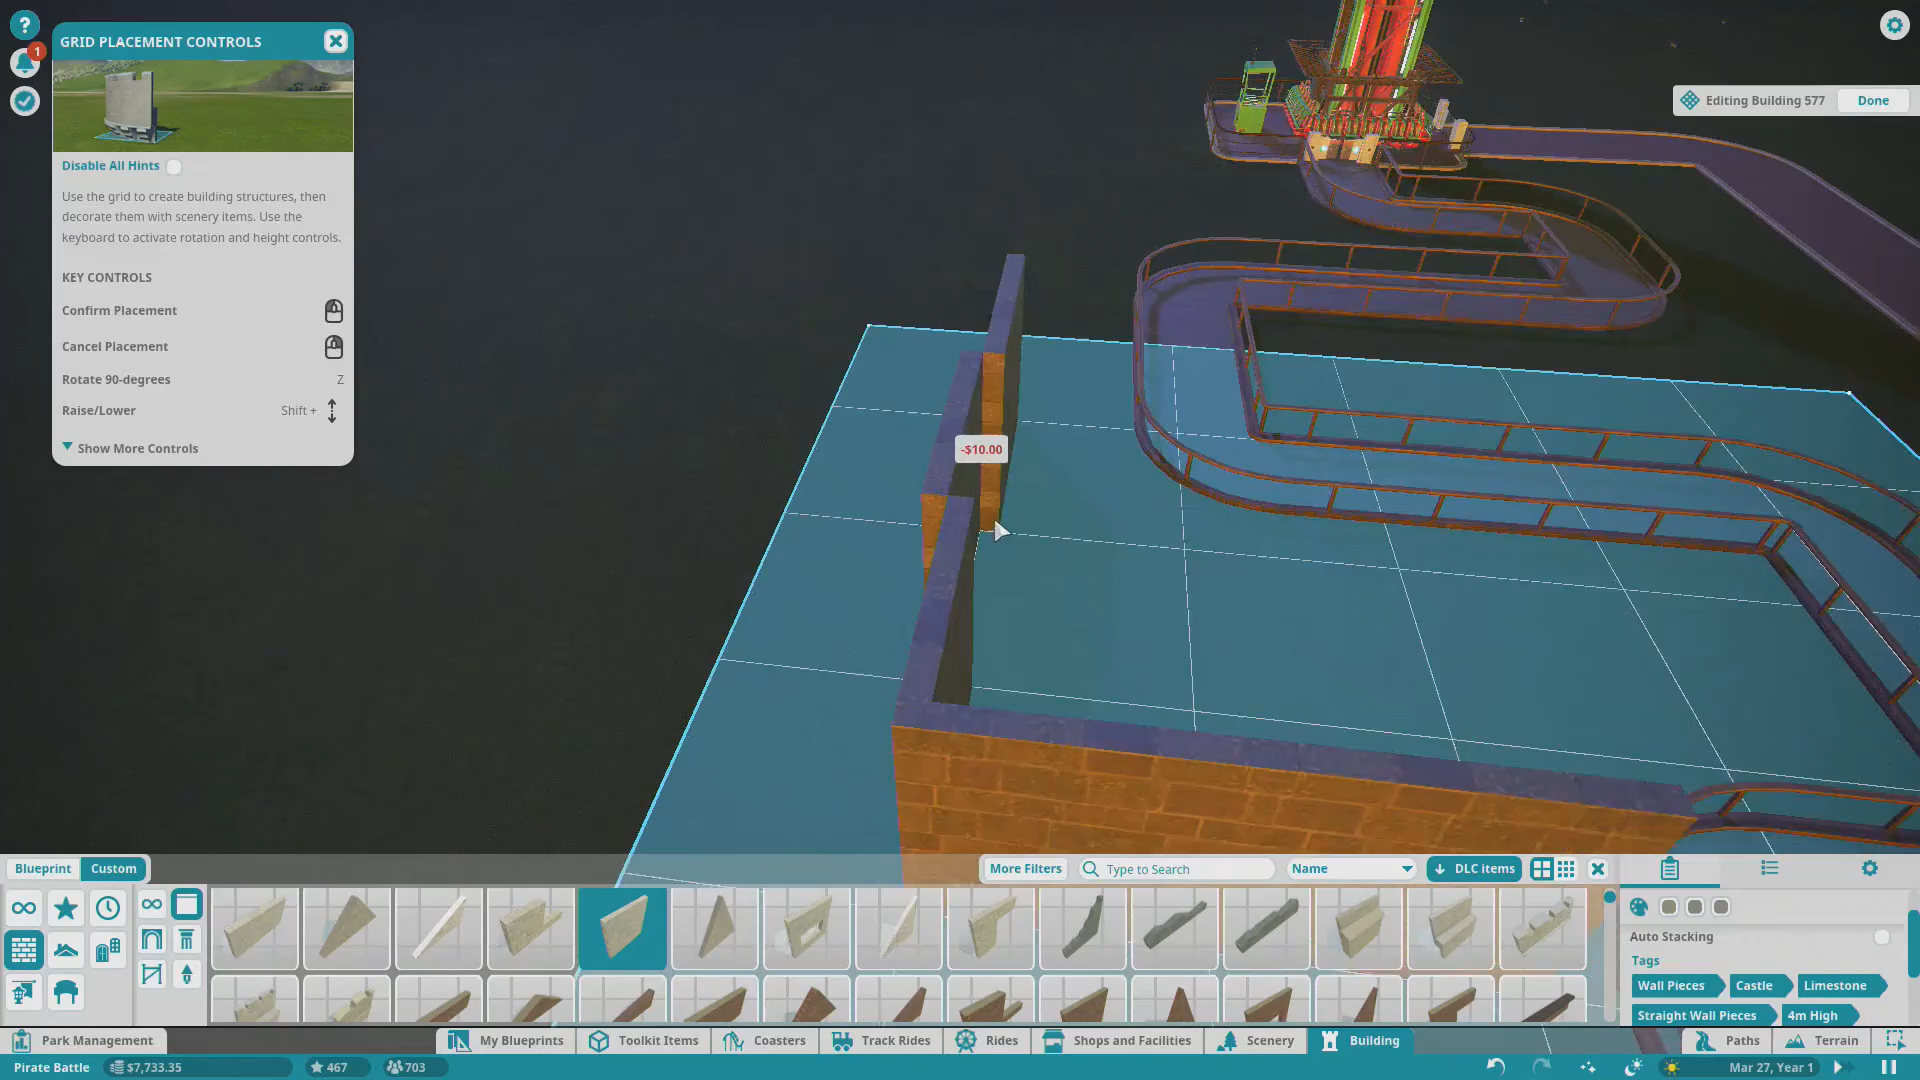 ?
GRID PLACEMENT CONTROLS
1
Disable All Hints
Use the grid to create building structures, then
decorate them with scenery items. Use the
keyboard to activate rotation and height controls.
KEY CONTROLS
Confirm Placement
Cancel Placement
Rotate 90-degrees Z
Raise/Lower Shift +
Show More Controls
Editing Building 577 Done
-$10.00
Blueprint Custom
More Filters Type to Search Name DLC items
Auto Stacking
Tags
Wall Pieces Castle Limestone
Straight Wall Pieces 4m High
Park Management My Blueprints Toolkit Items Coasters Track Rides Rides Shops and Facilities Scenery Building Paths Terrain
Pirate Battle $7,733.35 467 703 Mar 27, Year 1